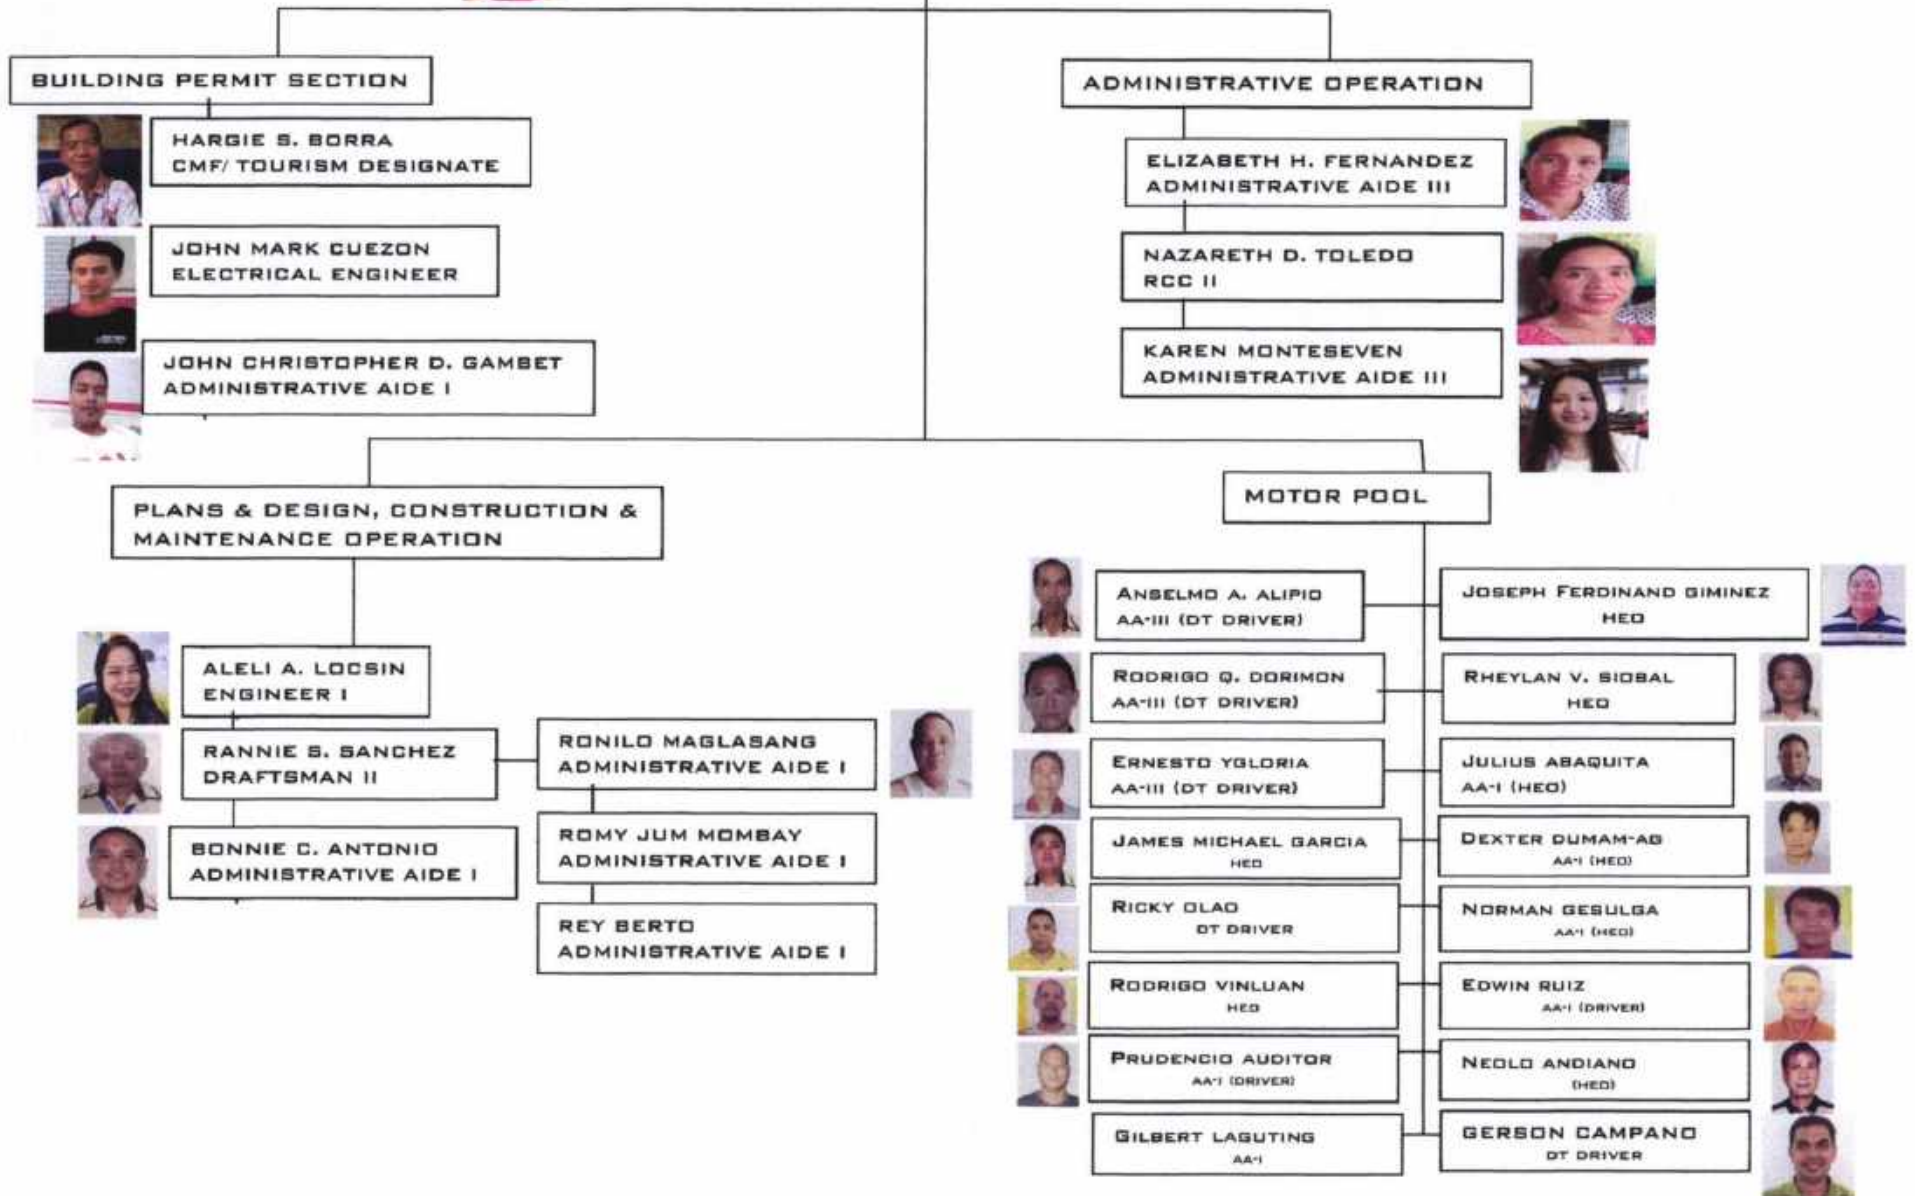 BUILDING PERMIT SECTION
HARGIE S. BORRA
CMF/ TOURISM DESIGNATE
JOHN MARK CUEZON
ELECTRICAL ENGINEER
JOHN CHRISTOPHER D. GAMBET
ADMINISTRATIVE AIDE I
ADMINISTRATIVE OPERATION
ELIZABETH H. FERNANDEZ
ADMINISTRATIVE AIDE III
NAZARETH D. TOLEDO
RCC II
KAREN MONTESEVEN
ADMINISTRATIVE AIDE III
PLANS & DESIGN, CONSTRUCTION &
MAINTENANCE OPERATION
ALELI A. LOCSIN
ENGINEER I
RANNIE S. SANCHEZ
DRAFTSMAN II
BONNIE C. ANTONIO
ADMINISTRATIVE AIDE I
RONILO MAGLASANG
ADMINISTRATIVE AIDE I
ROMY JUM MOMBAY
ADMINISTRATIVE AIDE I
REY BERTO
ADMINISTRATIVE AIDE I
MOTOR POOL
ANSELMO A. ALIPIO
AA-III (DT DRIVER)
JOSEPH FERDINAND GIMINEZ
HEO
RODRIGO Q. DORIMON
AA-III (DT DRIVER)
RHEYLAN V. SIOBAL
HEO
ERNESTO YGLORIA
AA-III (DT DRIVER)
JULIUS ABAQUITA
AA-I (HEO)
JAMES MICHAEL GARCIA
HEO
DEXTER DUMAM-AG
AA-I (HEO)
RICKY OLAO
DT DRIVER
NORMAN GESULGA
AA-I (HEO)
RODRIGO VINLUAN
HEO
EDWIN RUIZ
AA-I (DRIVER)
PRUDENCIO AUDITOR
AA-I (DRIVER)
NEOLO ANDIANO
(HEO)
GILBERT LAGUTING
AA-I
GERSON CAMPANO
DT DRIVER